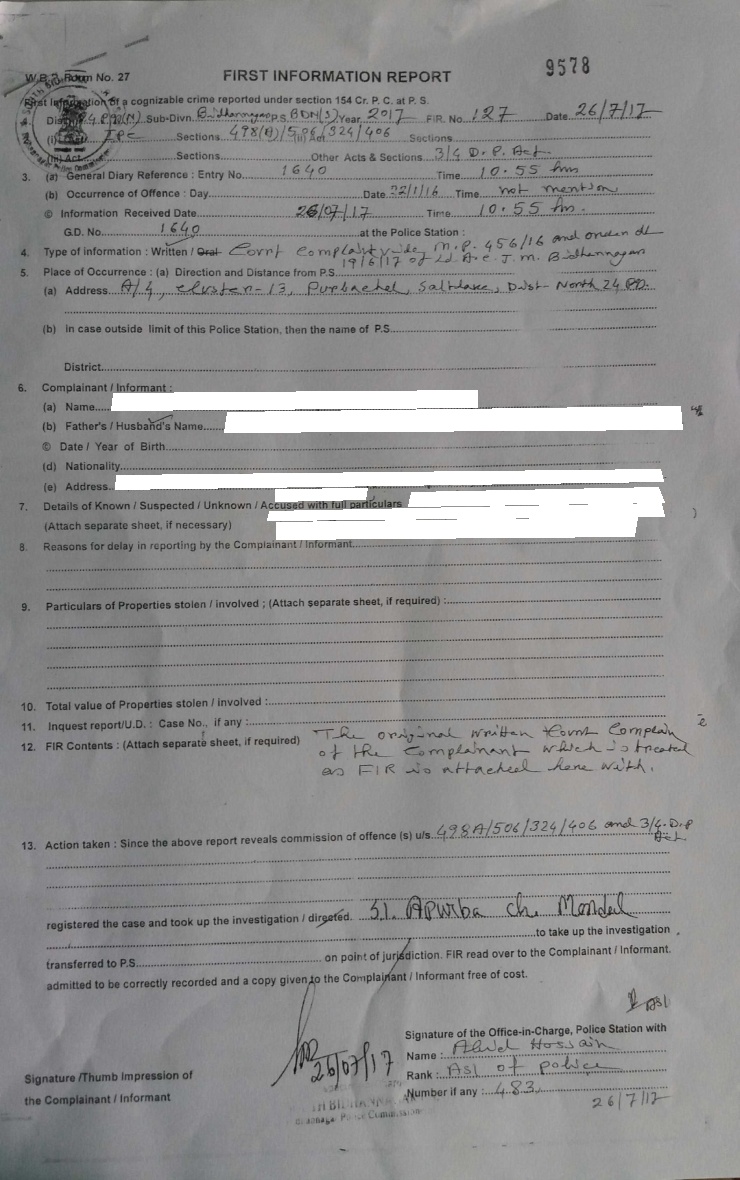 W.B.P. Form No. 27
FIRST INFORMATION REPORT
9578
First Information of a cognizable crime reported under section 154 Cr. P. C. at P. S.
Sub-Divn. Bidhannagar P.S BDN(S) Year 2017 FIR. No. 127 Date 26/7/17
(i) Act IPC Sections 498(A)/506/324/406 Sections
(iii) Act Sections Other Acts & Sections 3/4 D. P. Act
3. (a) General Diary Reference : Entry No. 1640 Time 10.55 hrs
(b) Occurrence of Offence : Day Date 22/1/16 Time not mention
© Information Received Date 26/07/17 Time 10.55 hrs.
G.D. No. 1640 at the Police Station :
4. Type of information : Written / Oral Court Complaint vide M.P. 456/16 and order dt
19/6/17 of Ld A.C.J.M. Bidhannagar
5. Place of Occurrence : (a) Direction and Distance from P.S.
(a) Address A/4, cluster-13, Purbachal, Saltlake, Dist- North 24 PG.
(b) In case outside limit of this Police Station, then the name of P.S.
District
6. Complainant / Informant :
(a) Name
(b) Father's / Husband's Name
© Date / Year of Birth
(d) Nationality
(e) Address
7. Details of Known / Suspected / Unknown / Accused with full particulars
(Attach separate sheet, if necessary)
8. Reasons for delay in reporting by the Complainant / Informant
9. Particulars of Properties stolen / involved ; (Attach separate sheet, if required) :
10. Total value of Properties stolen / involved :
11. Inquest report/U.D. : Case No., if any :
12. FIR Contents : (Attach separate sheet, if required) The original written Court Complain
of the Complainant which is treated
as FIR is attached here with.
13. Action taken : Since the above report reveals commission of offence (s) u/s. 498A/506/324/406 and 3/4 D.P
Act
registered the case and took up the investigation / directed. S.I. Apurba ch. Mondal
to take up the investigation
transferred to P.S. on point of jurisdiction. FIR read over to the Complainant / Informant.
admitted to be correctly recorded and a copy given to the Complainant / Informant free of cost.
ASI
Signature of the Office-in-Charge, Police Station with
Name : Abid Hossain
26/07/17
Rank : ASI of police
Signature /Thumb Impression of
the Complainant / Informant
Number if any : 483
26/7/17